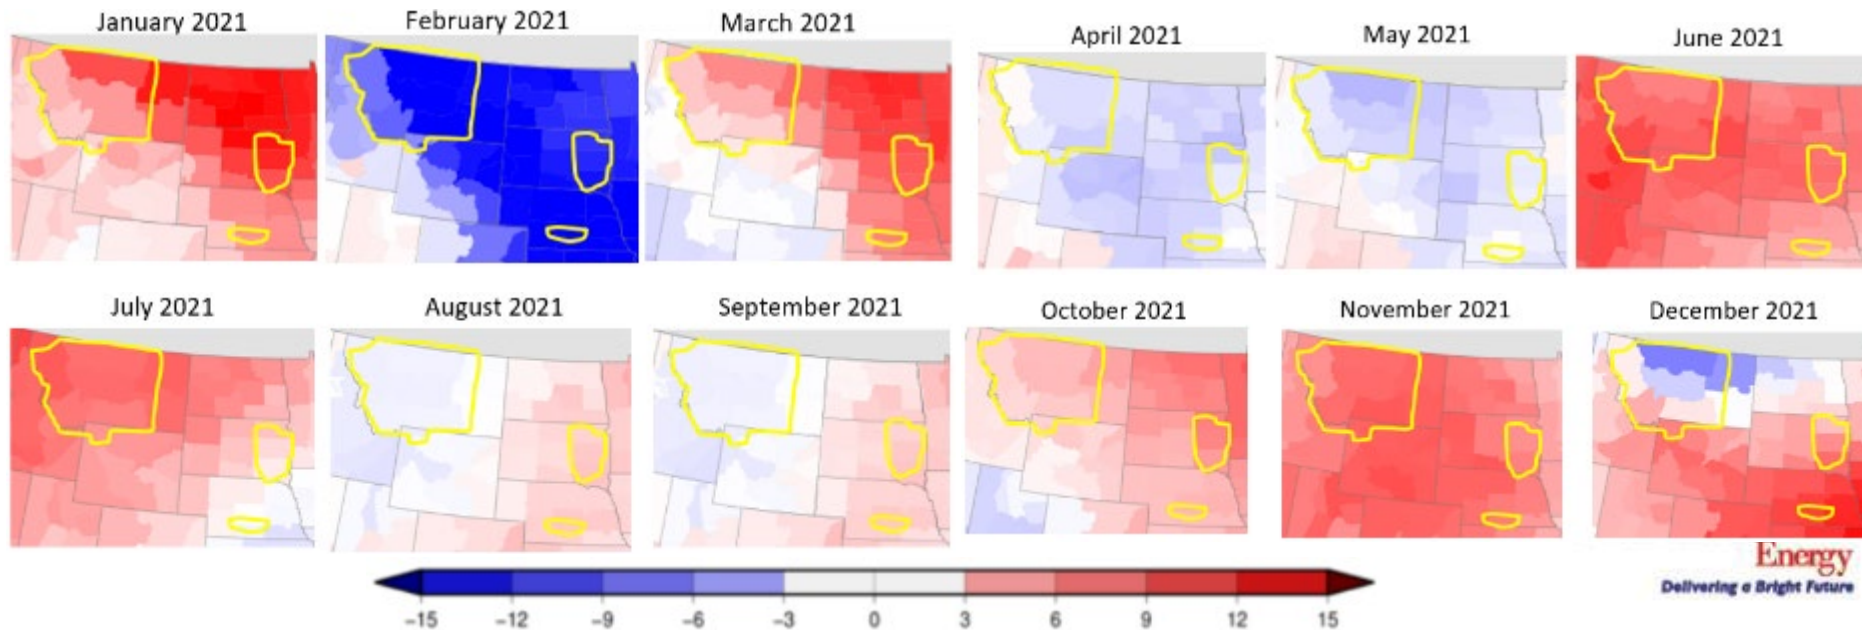 January 2021
February 2021
March 2021
April 2021
May 2021
June 2021
July 2021
August 2021
September 2021
October 2021
November 2021
December 2021
-15 -12 -9 -6 -3 0 3 6 9 12 15
Energy
Delivering a Bright Future